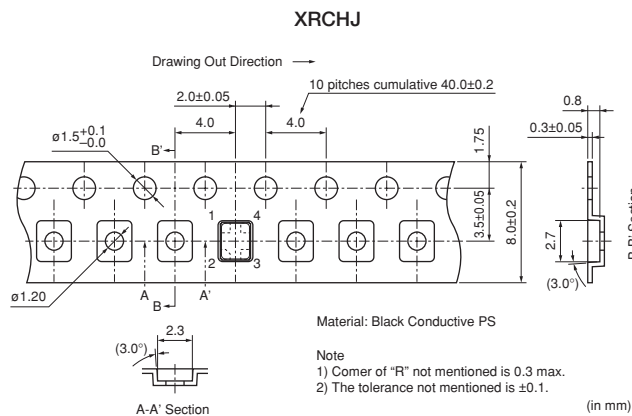 XRCHJ
Drawing Out Direction →
10 pitches cumulative 40.0±0.2
2.0±0.05
4.0
4.0
ø1.5+0.1
−0.0
B'
0.8
0.3±0.05
1.75
3.5±0.05
8.0±0.2
1
4
2
3
2.7
(3.0°)
B-B' Section
ø1.20
A
A'
B
2.3
(3.0°)
A-A' Section
Material: Black Conductive PS
Note
1) Corner of “R” not mentioned is 0.3 max.
2) The tolerance not mentioned is ±0.1.
(in mm)